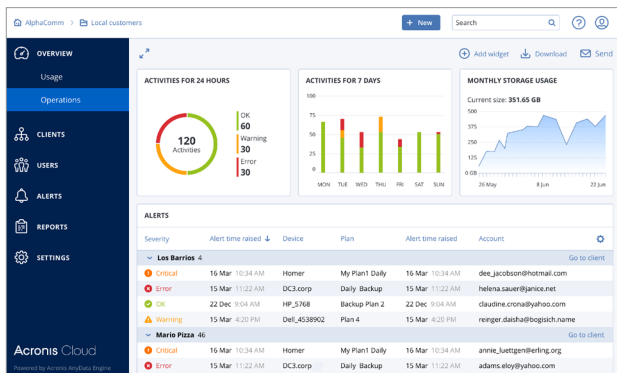 AlphaComm > Local customers
+ New
Search
OVERVIEW
Usage
Operations
CLIENTS
USERS
ALERTS
REPORTS
SETTINGS
Acronis Cloud
Powered by Acronis AnyData Engine
Add widget
Download
Send
ACTIVITIES FOR 24 HOURS
120
Activities
OK
60
Warning
30
Error
30
ACTIVITIES FOR 7 DAYS
100
75
50
25
0
MON TUE WED THU FRI SAT SUN
MONTHLY STORAGE USAGE
Current size: 351.65 GB
500
375
250
125
0 GB
26 May 8 Jun 22 Jun
ALERTS
Severity Alert time raised Device Plan Alert time raised Account
Los Barrios 4 Go to client
Critical 16 Mar 10:34 AM Homer My Plan1 Daily 16 Mar 10:34 AM dee_jacobson@hotmail.com
Error 15 Mar 11:22 AM DC3.corp Daily Backup 15 Mar 11:22 AM helena.sauer@janice.net
OK 22 Dec 9:04 AM HP_5768 Backup Plan 2 22 Dec 9:04 AM claudine.crona@yahoo.com
Warning 15 Mar 4:20 PM Dell_4538902 Plan 4 15 Mar 4:20 PM reinger.daisha@bogisich.name
Mario Pizza 46 Go to client
Critical 16 Mar 10:34 AM Homer My Plan1 Daily 16 Mar 10:34 AM annie_luettgen@erling.org
Error 15 Mar 11:22 AM DC3.corp Daily Backup 15 Mar 11:22 AM adams.eloy@yahoo.com